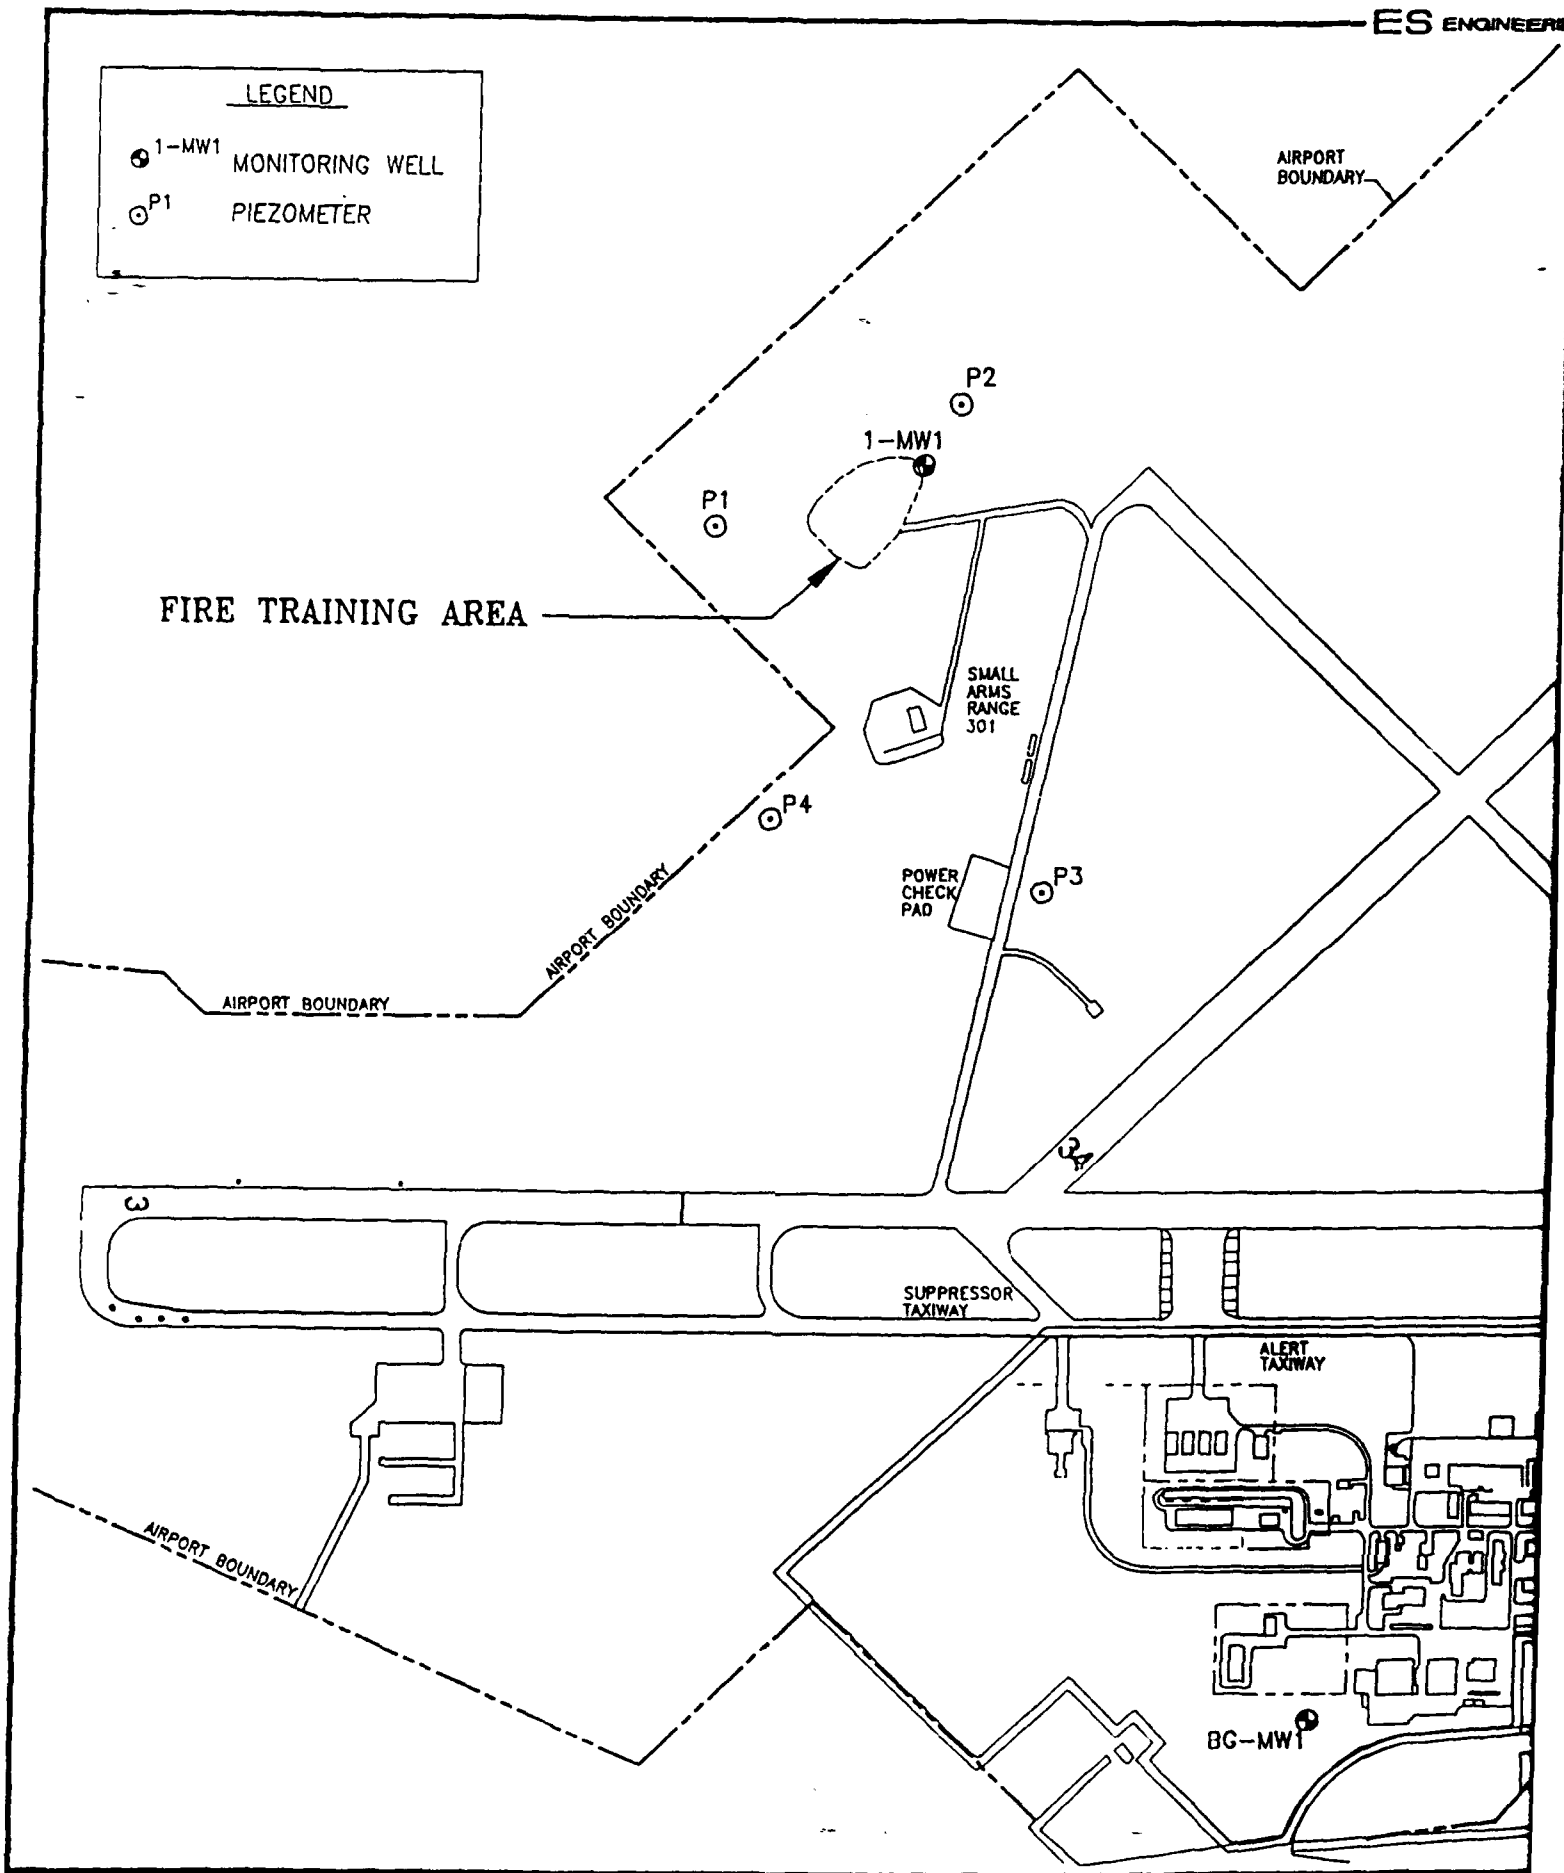 ES ENGINEERI
LEGEND
1-MW1 MONITORING WELL
P1 PIEZOMETER
AIRPORT
BOUNDARY
P2
1-MW1
P1
FIRE TRAINING AREA
SMALL
ARMS
RANGE
301
P4
POWER
CHECK
PAD
P3
AIRPORT BOUNDARY
AIRPORT BOUNDARY
34
3
SUPPRESSOR
TAXIWAY
ALERT
TAXIWAY
AIRPORT BOUNDARY
BG-MW1